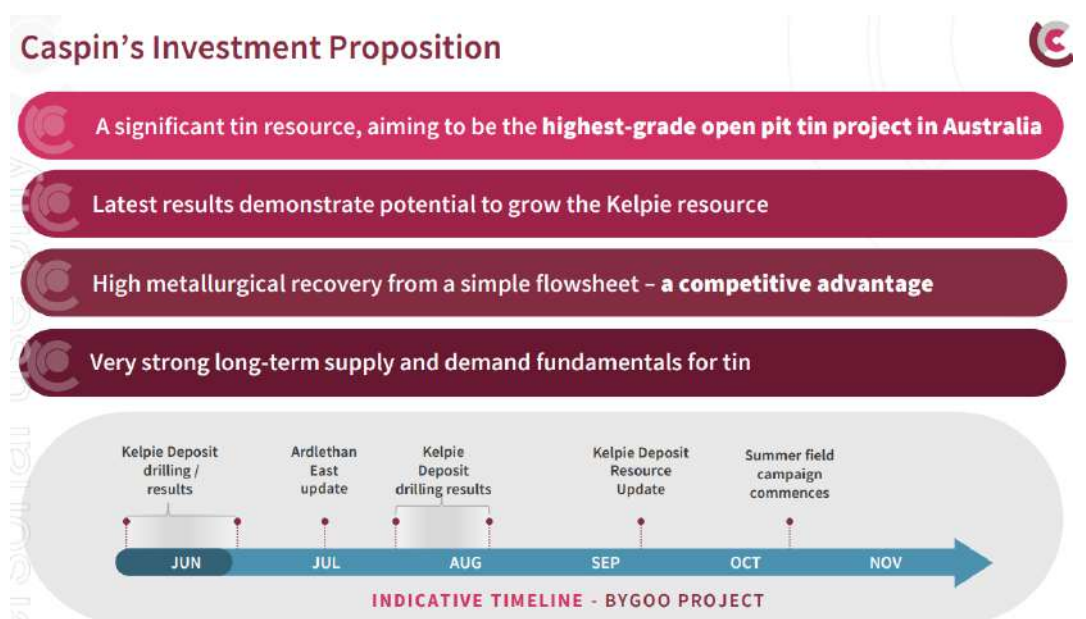 Caspin's Investment Proposition
A significant tin resource, aiming to be the highest-grade open pit tin project in Australia
Latest results demonstrate potential to grow the Kelpie resource
High metallurgical recovery from a simple flowsheet – a competitive advantage
Very strong long-term supply and demand fundamentals for tin
Kelpie Deposit
drilling /
results
Ardlethan
East
update
Kelpie
Deposit
drilling results
Kelpie Deposit
Resource
Update
Summer field
campaign
commences
JUN JUL AUG SEP OCT NOV
INDICATIVE TIMELINE - BYGOO PROJECT